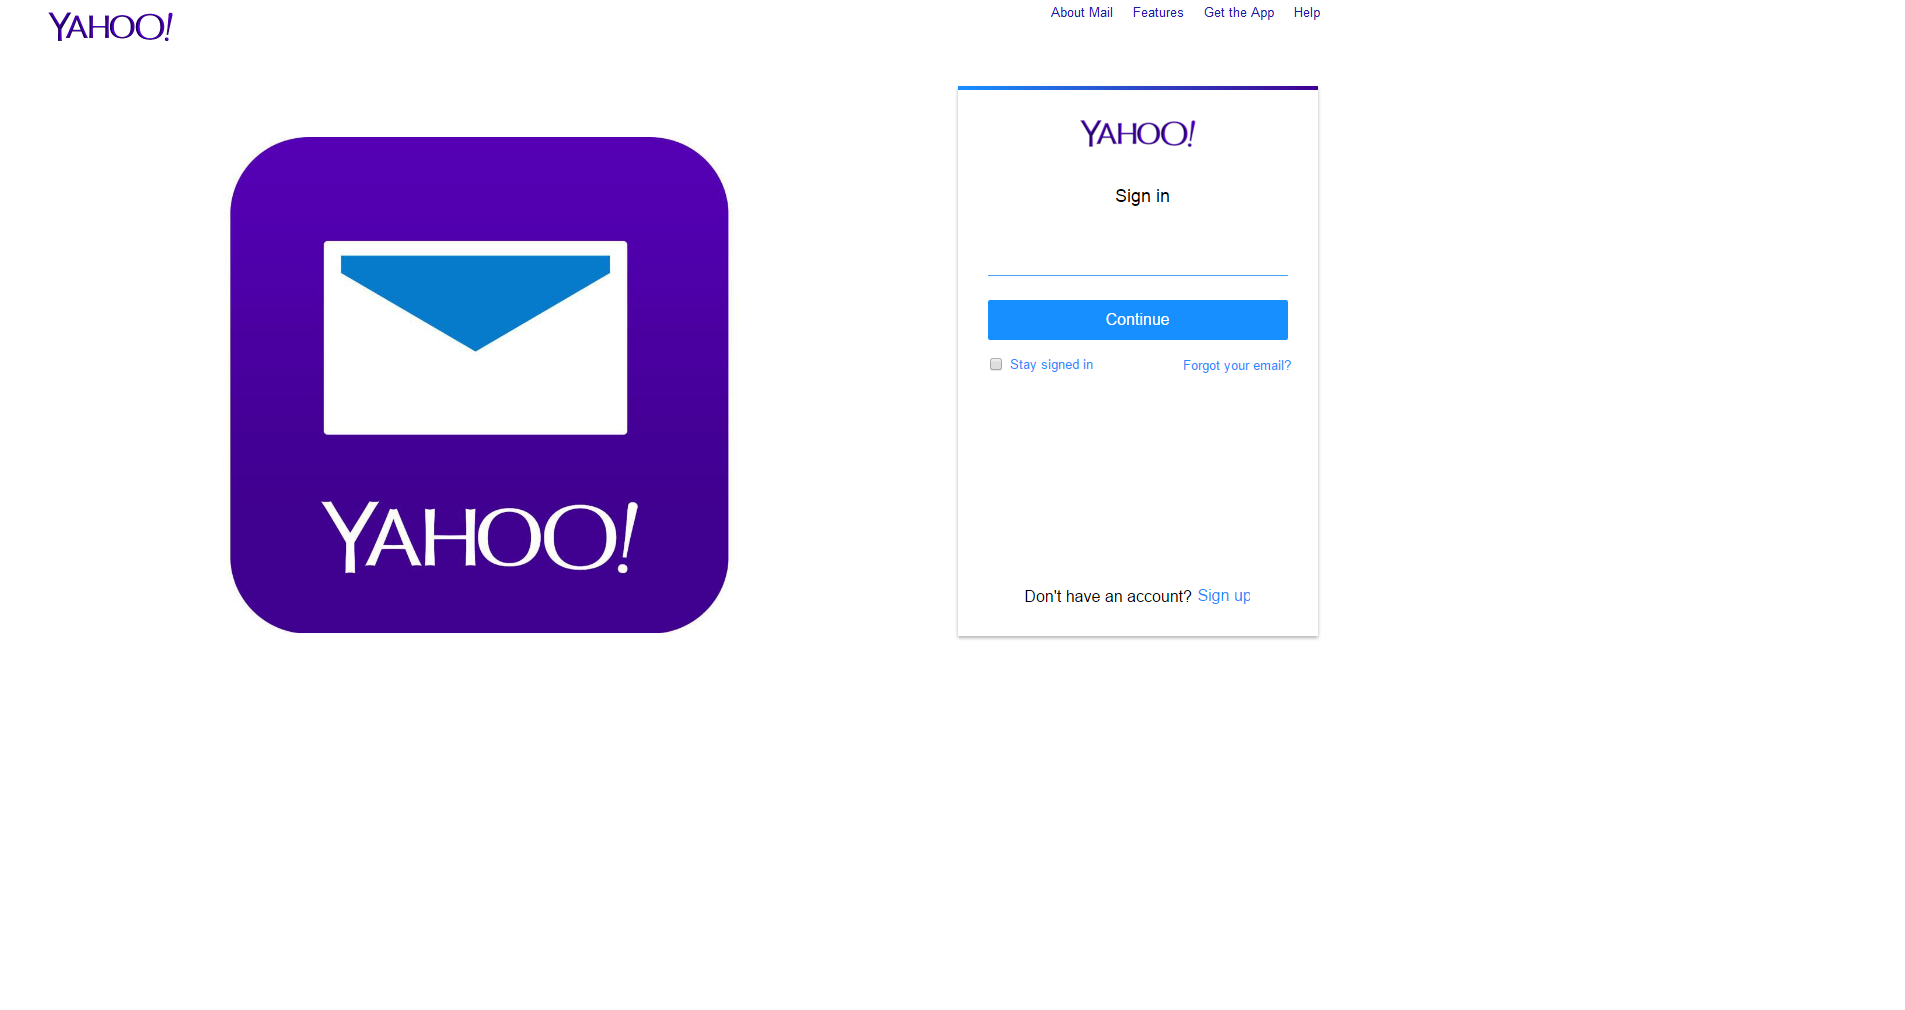 YAHOO!
About Mail Features Get the App Help
YAHOO!
Sign in
Continue
Stay signed in Forgot your email?
YAHOO!
Don't have an account? Sign up